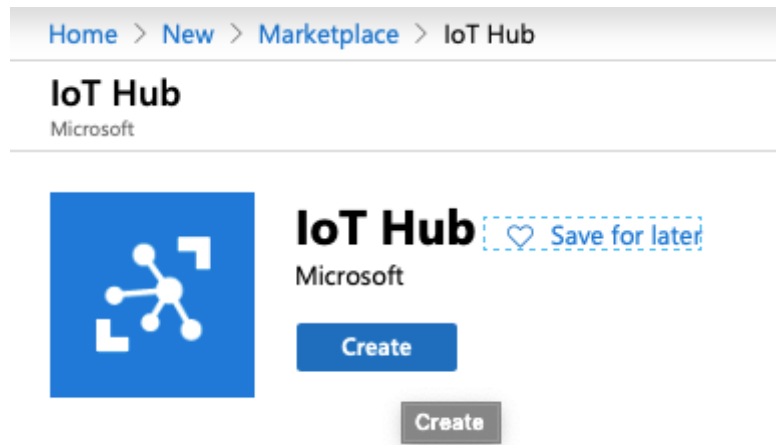 Home > New > Marketplace > IoT Hub
IoT Hub
Microsoft
IoT Hub Save for later
Microsoft
Create
Create